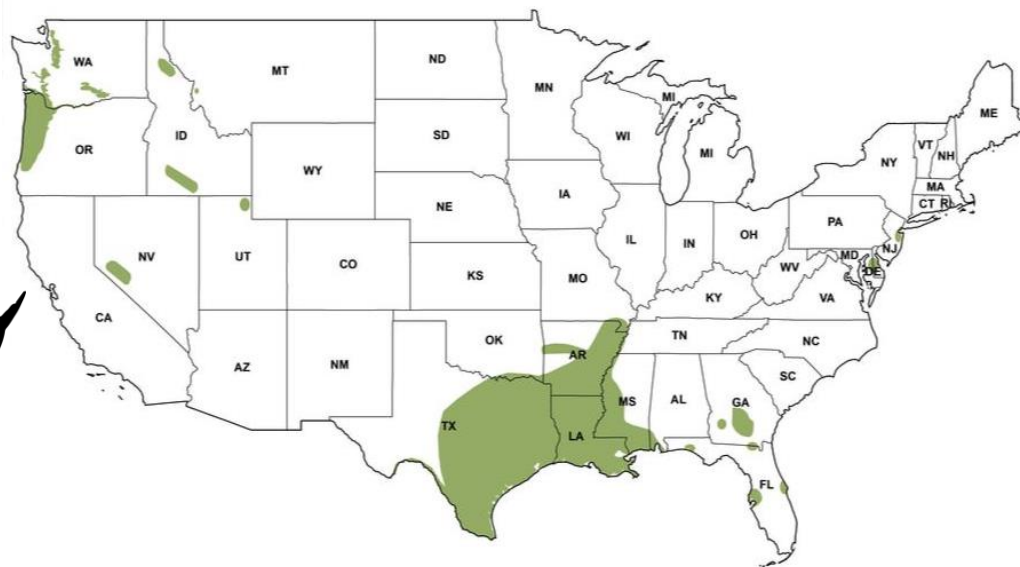 WA
MT
ND
MN
MI
ME
VT
NH
OR
ID
SD
WI
MI
NY
MA
CT RI
WY
IA
PA
NE
NV
UT
CO
IL
IN
OH
NJ
MD
DE
WV
VA
KS
MO
KY
CA
AZ
NM
OK
AR
TN
NC
SC
TX
LA
MS
AL
GA
FL